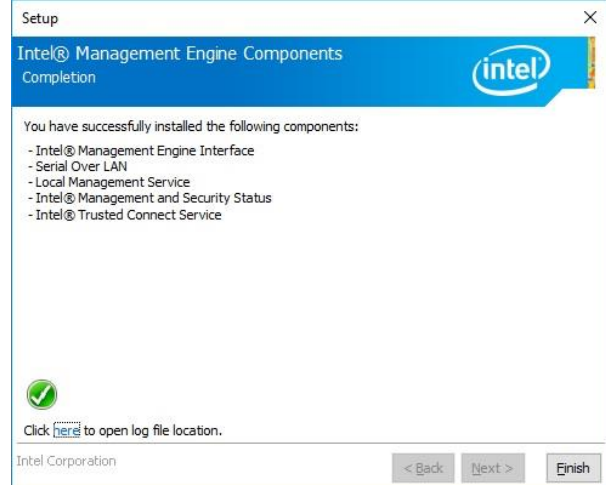 Setup
Intel® Management Engine Components
Completion
intel
You have successfully installed the following components:
- Intel® Management Engine Interface
- Serial Over LAN
- Local Management Service
- Intel® Management and Security Status
- Intel® Trusted Connect Service
Click here to open log file location.
Intel Corporation
< Back Next > Finish